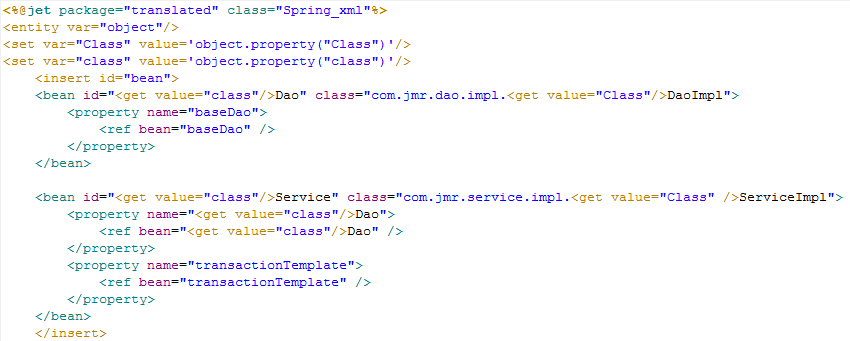 <%@jet package="translated" class="Spring_xml"%>
<entity var="object"/>
<set var="Class" value='object.property("Class")'/>
<set var="class" value='object.property("class")'/>
    <insert id="bean">
    <bean id="<get value="class"/>Dao" class="com.jmr.dao.impl.<get value="Class"/>DaoImpl">
        <property name="baseDao">
            <ref bean="baseDao" />
        </property>
    </bean>

    <bean id="<get value="class"/>Service" class="com.jmr.service.impl.<get value="Class" />ServiceImpl">
        <property name="<get value="class"/>Dao">
            <ref bean="<get value="class"/>Dao" />
        </property>
        <property name="transactionTemplate">
            <ref bean="transactionTemplate" />
        </property>
    </bean>
    </insert>